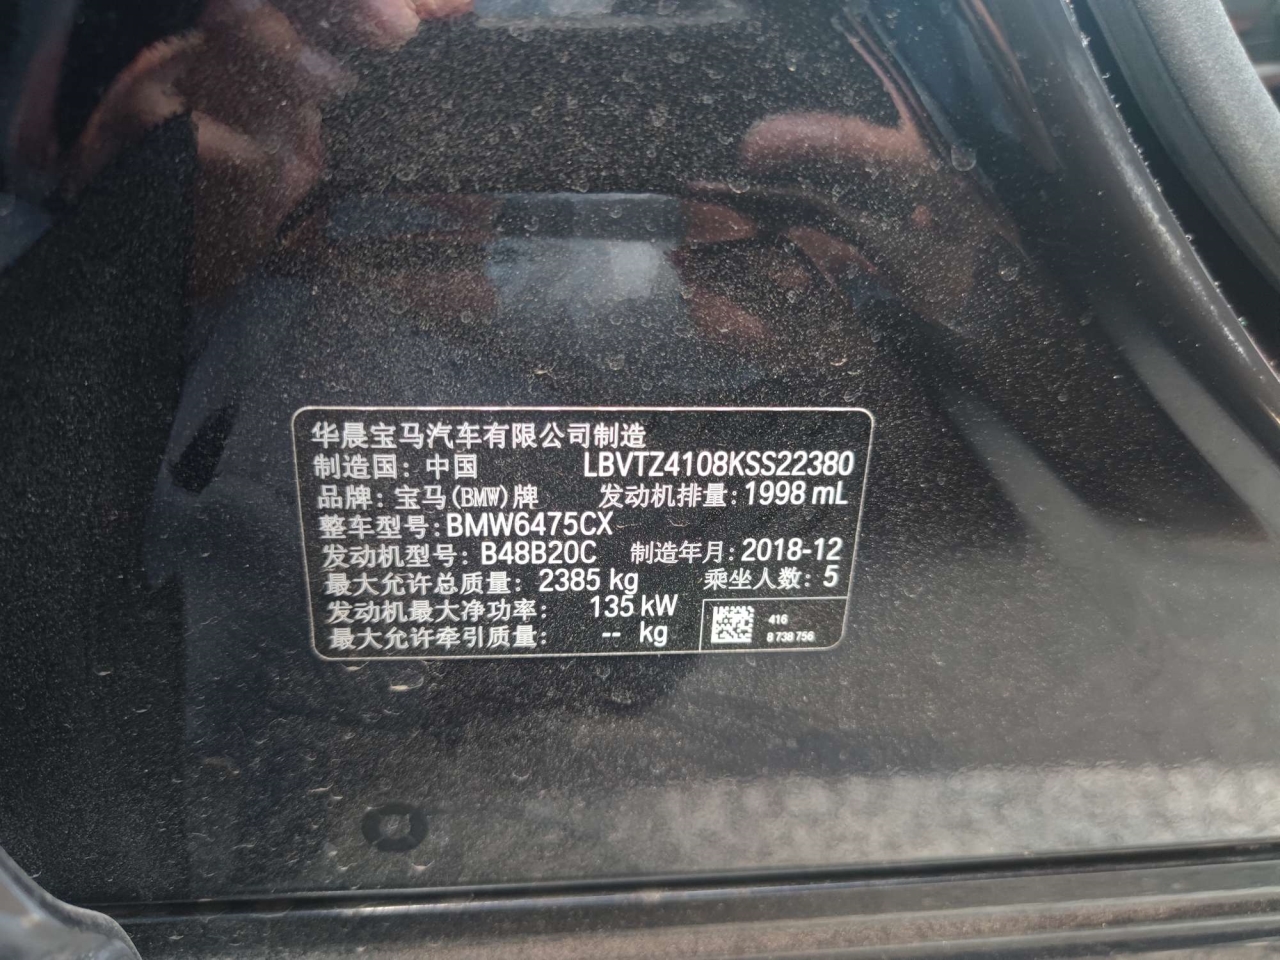 华晨宝马汽车有限公司制造
制造国: 中国 LBVTZ4108KSS22380
品牌: 宝马(BMW)牌 发动机排量: 1998 mL
整车型号: BMW6475CX
发动机型号: B48B20C 制造年月: 2018-12
最大允许总质量: 2385 kg 乘坐人数: 5
发动机最大净功率: 135 kW
最大允许牵引质量: -- kg
416
8 738 756